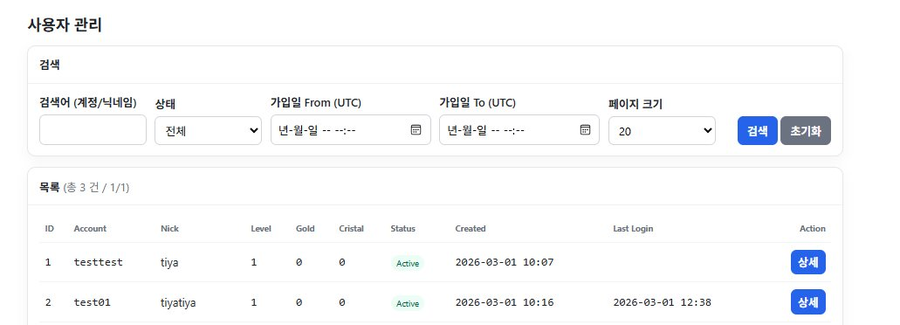 사용자 관리
검색
검색어 (계정/닉네임) 상태 가입일 From (UTC) 가입일 To (UTC) 페이지 크기
전체 년-월-일 -- --:-- 년-월-일 -- --:-- 20 검색 초기화
목록 (총 3 건 / 1/1)
ID Account Nick Level Gold Cristal Status Created Last Login Action
1 testtest tiya 1 0 0 Active 2026-03-01 10:07 상세
2 test01 tiyatiya 1 0 0 Active 2026-03-01 10:16 2026-03-01 12:38 상세